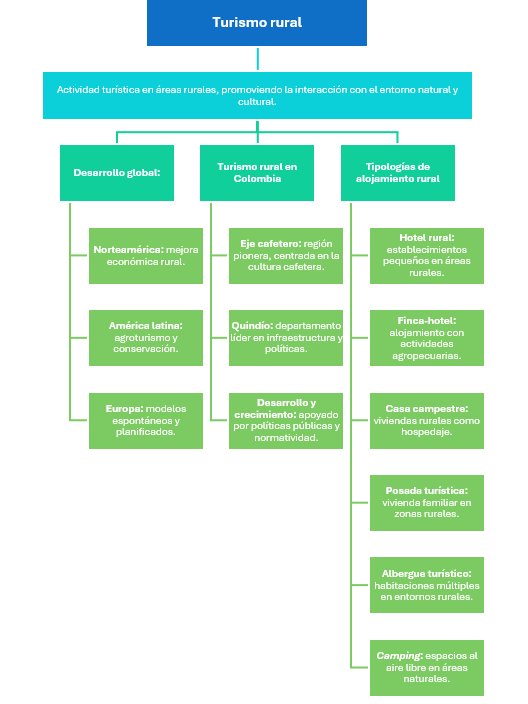 Turismo rural
Actividad turística en áreas rurales, promoviendo la interacción con el entorno natural y
cultural.
Desarrollo global:
Norteamérica: mejora
económica rural.
América latina:
agroturismo y
conservación.
Europa: modelos
espontáneos y
planificados.
Turismo rural en
Colombia
Eje cafetero: región
pionera, centrada en la
cultura cafetera.
Quindío: departamento
líder en infraestructura y
políticas.
Desarrollo y
crecimiento: apoyado
por políticas públicas y
normatividad.
Tipologías de
alojamiento rural
Hotel rural:
establecimientos
pequeños en áreas
rurales.
Finca-hotel:
alojamiento con
actividades
agropecuarias.
Casa campestre:
viviendas rurales como
hospedaje.
Posada turística:
vivienda familiar en
zonas rurales.
Albergue turístico:
habitaciones múltiples
en entornos rurales.
Camping: espacios al
aire libre en áreas
naturales.